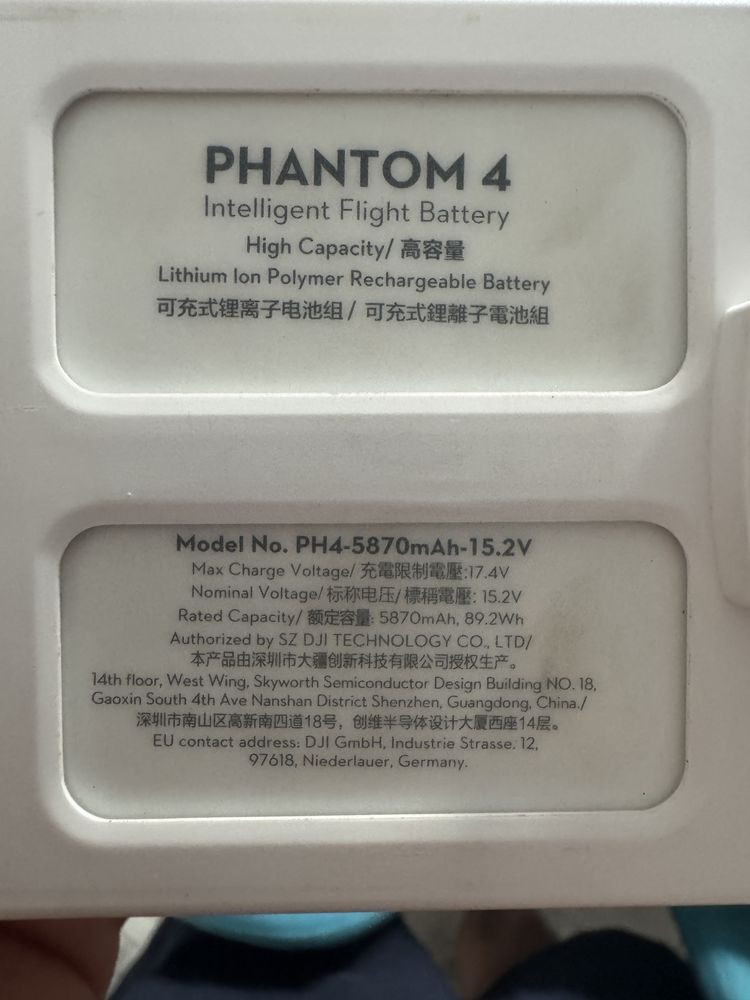 PHANTOM 4
Intelligent Flight Battery
High Capacity/ 高容量
Lithium Ion Polymer Rechargeable Battery
可充式锂离子电池组 / 可充式鋰離子電池組
Model No. PH4-5870mAh-15.2V
Max Charge Voltage/ 充電限制電壓:17.4V
Nominal Voltage/ 标称电压/ 標稱電壓: 15.2V
Rated Capacity/ 额定容量: 5870mAh, 89.2Wh
Authorized by SZ DJI TECHNOLOGY CO., LTD/
本产品由深圳市大疆创新科技有限公司授权生产。
14th floor, West Wing, Skyworth Semiconductor Design Building NO. 18,
Gaoxin South 4th Ave Nanshan District Shenzhen, Guangdong, China./
深圳市南山区高新南四道18号，创维半导体设计大厦西座14层。
EU contact address: DJI GmbH, Industrie Strasse. 12,
97618, Niederlauer, Germany.